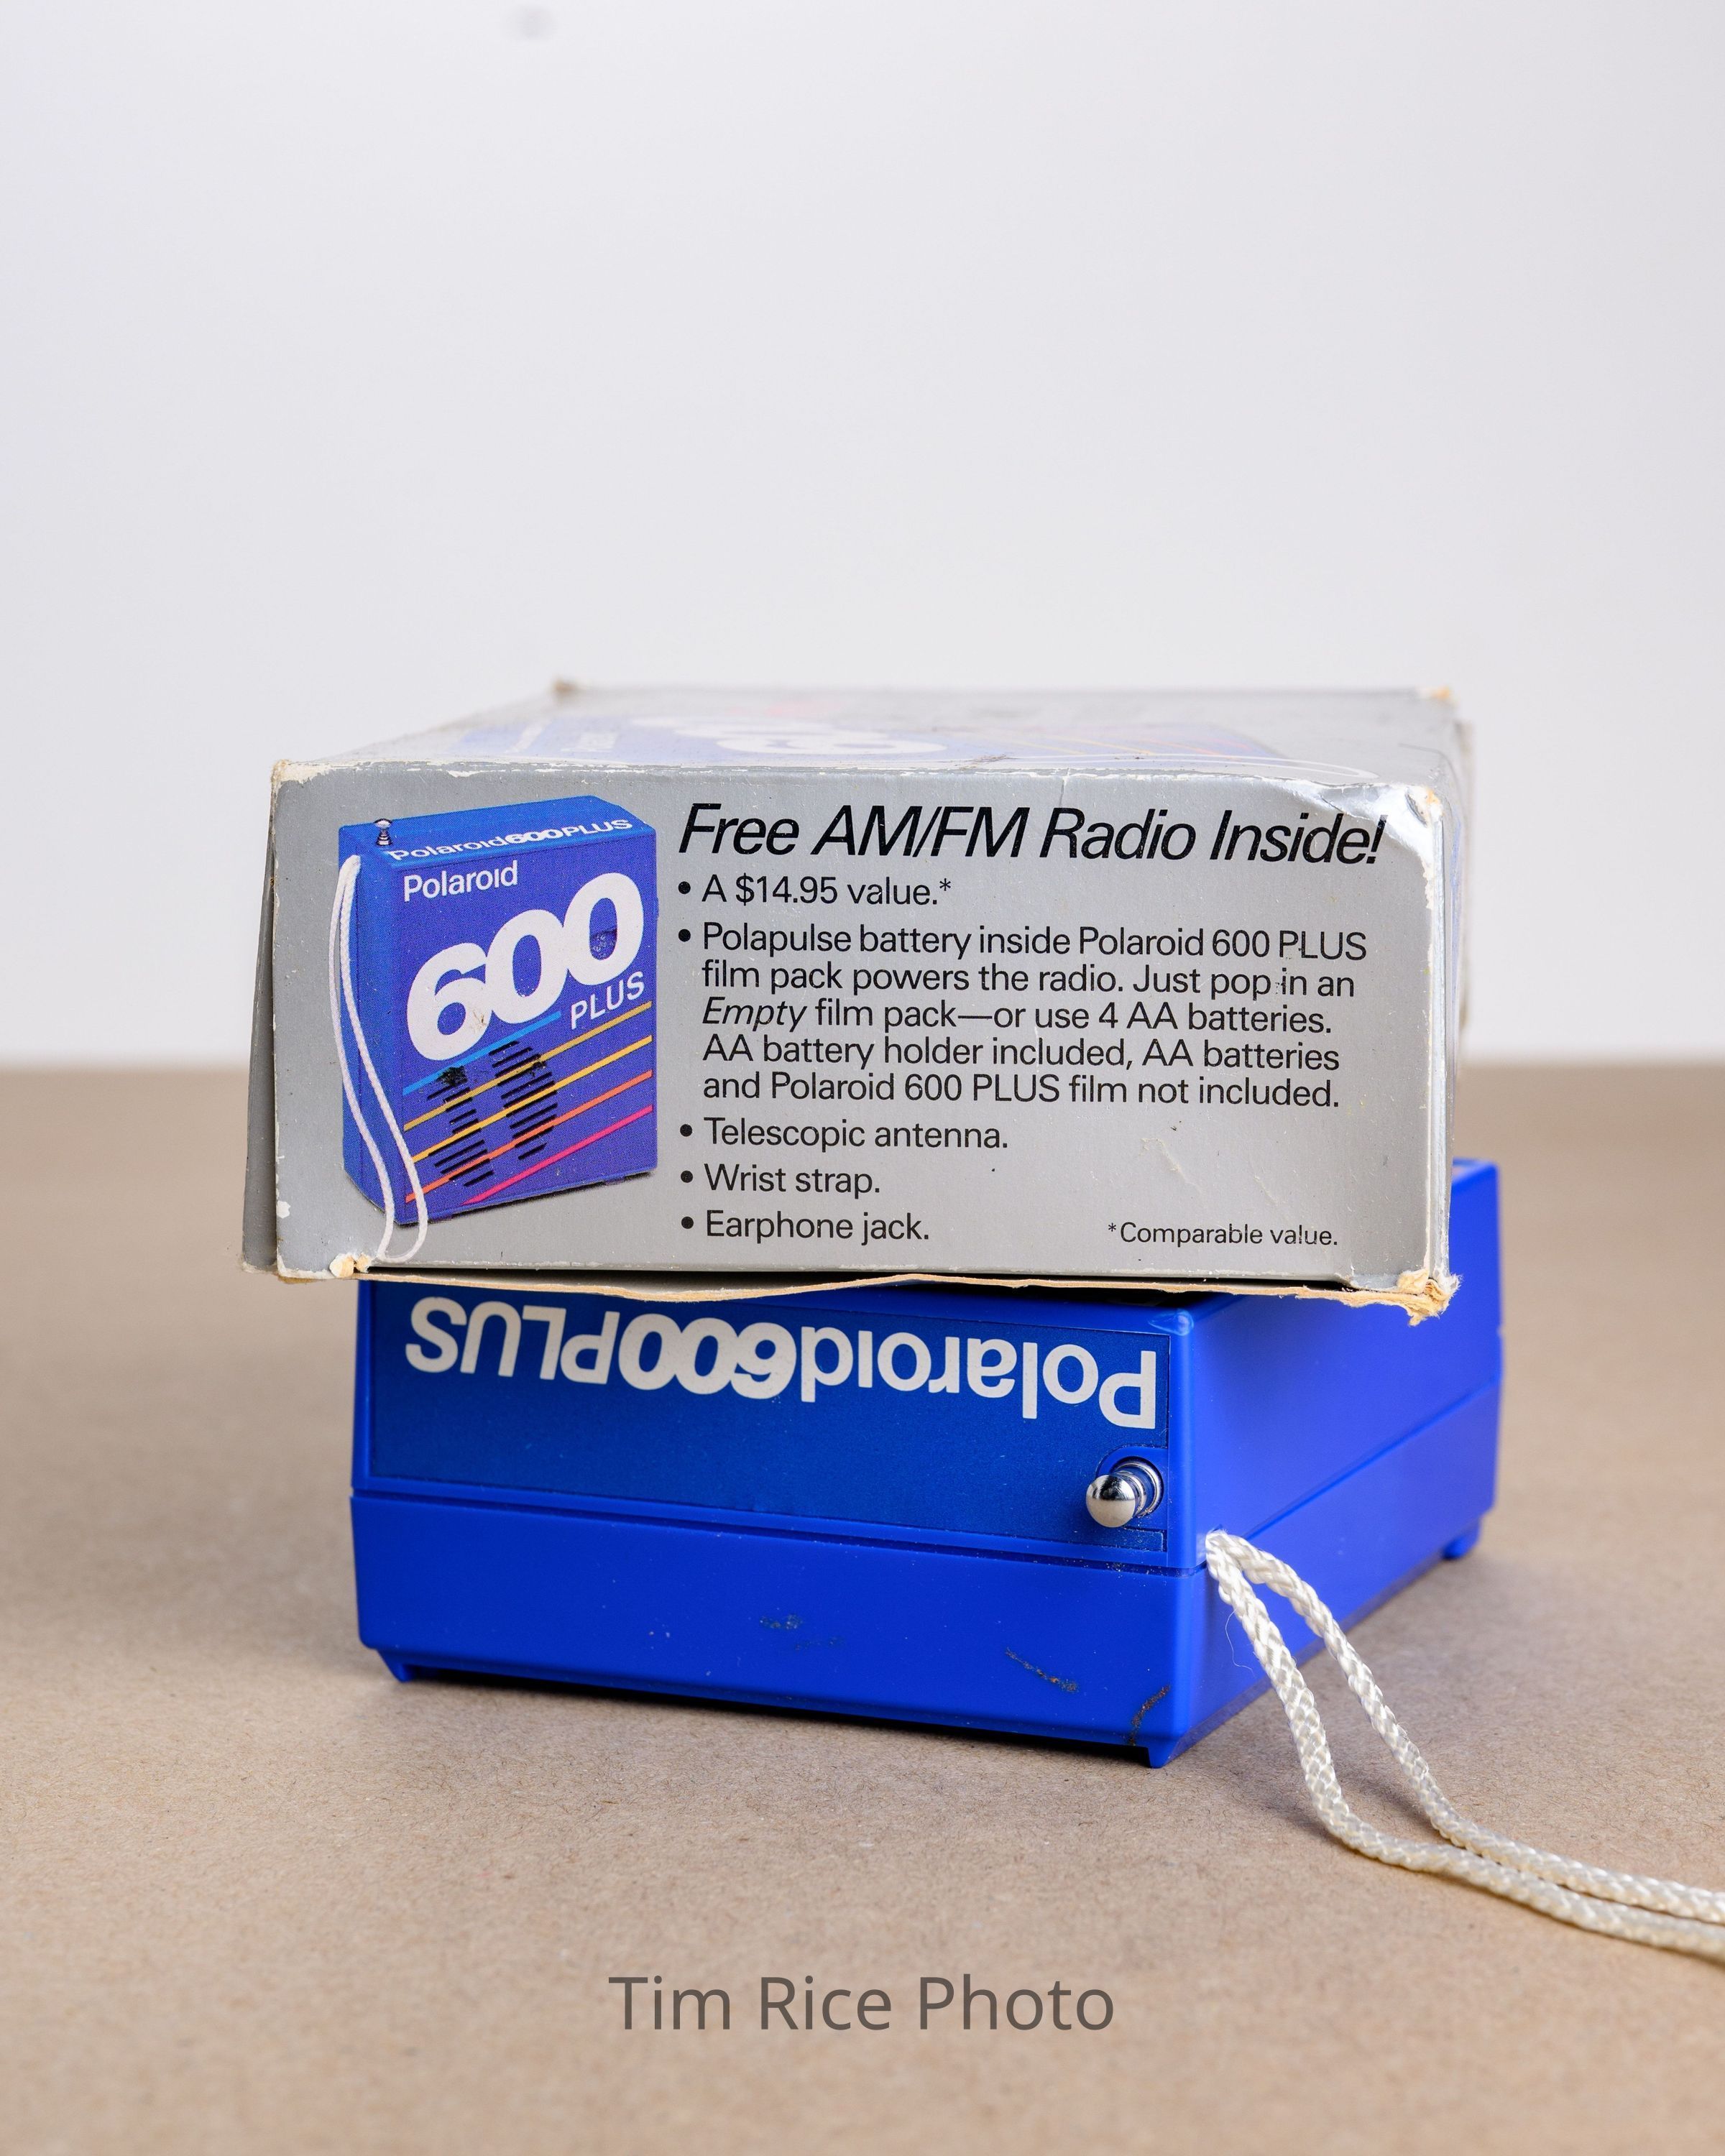 Polaroid600PLUS
Polaroid
600
PLUS
Free AM/FM Radio Inside!
• A $14.95 value.*
• Polapulse battery inside Polaroid 600 PLUS
film pack powers the radio. Just pop in an
Empty film pack—or use 4 AA batteries.
AA battery holder included, AA batteries
and Polaroid 600 PLUS film not included.
• Telescopic antenna.
• Wrist strap.
• Earphone jack.
*Comparable value.
Polaroid600PLUS
Tim Rice Photo